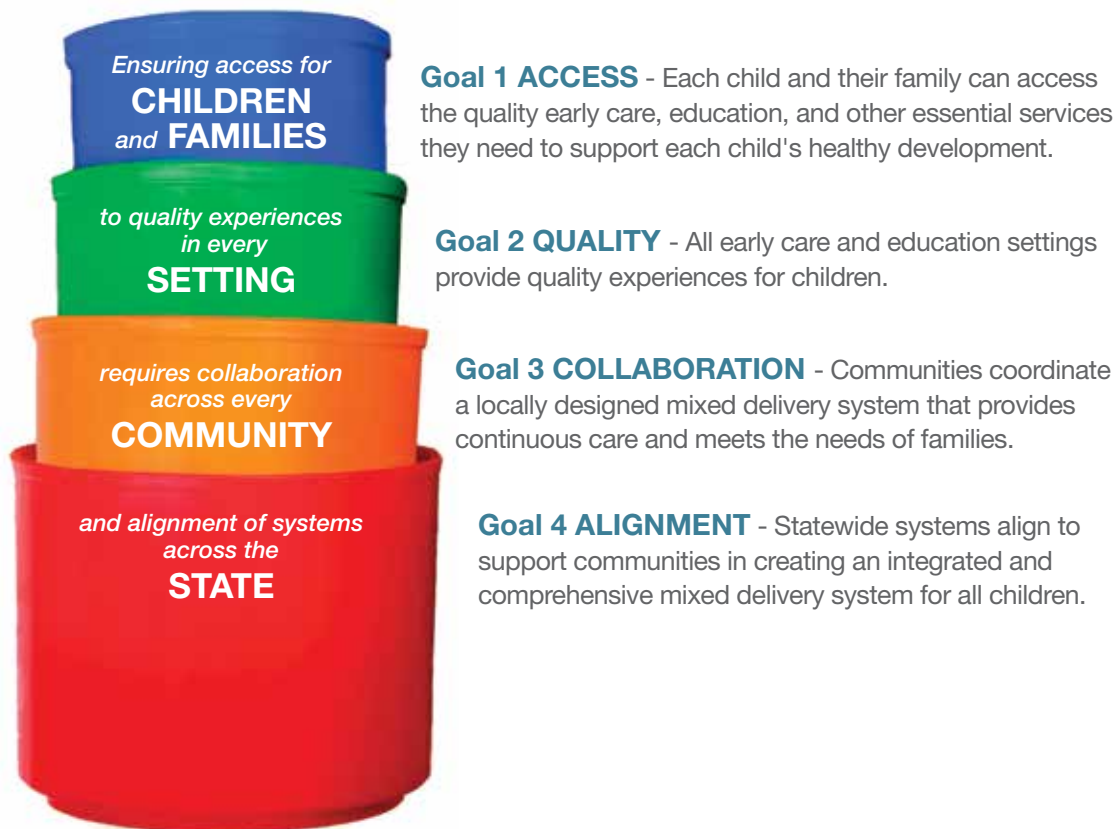 Ensuring access for
CHILDREN
and FAMILIES
Goal 1 ACCESS - Each child and their family can access
the quality early care, education, and other essential services
they need to support each child's healthy development.
to quality experiences
in every
SETTING
Goal 2 QUALITY - All early care and education settings
provide quality experiences for children.
requires collaboration
across every
COMMUNITY
Goal 3 COLLABORATION - Communities coordinate
a locally designed mixed delivery system that provides
continuous care and meets the needs of families.
and alignment of systems
across the
STATE
Goal 4 ALIGNMENT - Statewide systems align to
support communities in creating an integrated and
comprehensive mixed delivery system for all children.